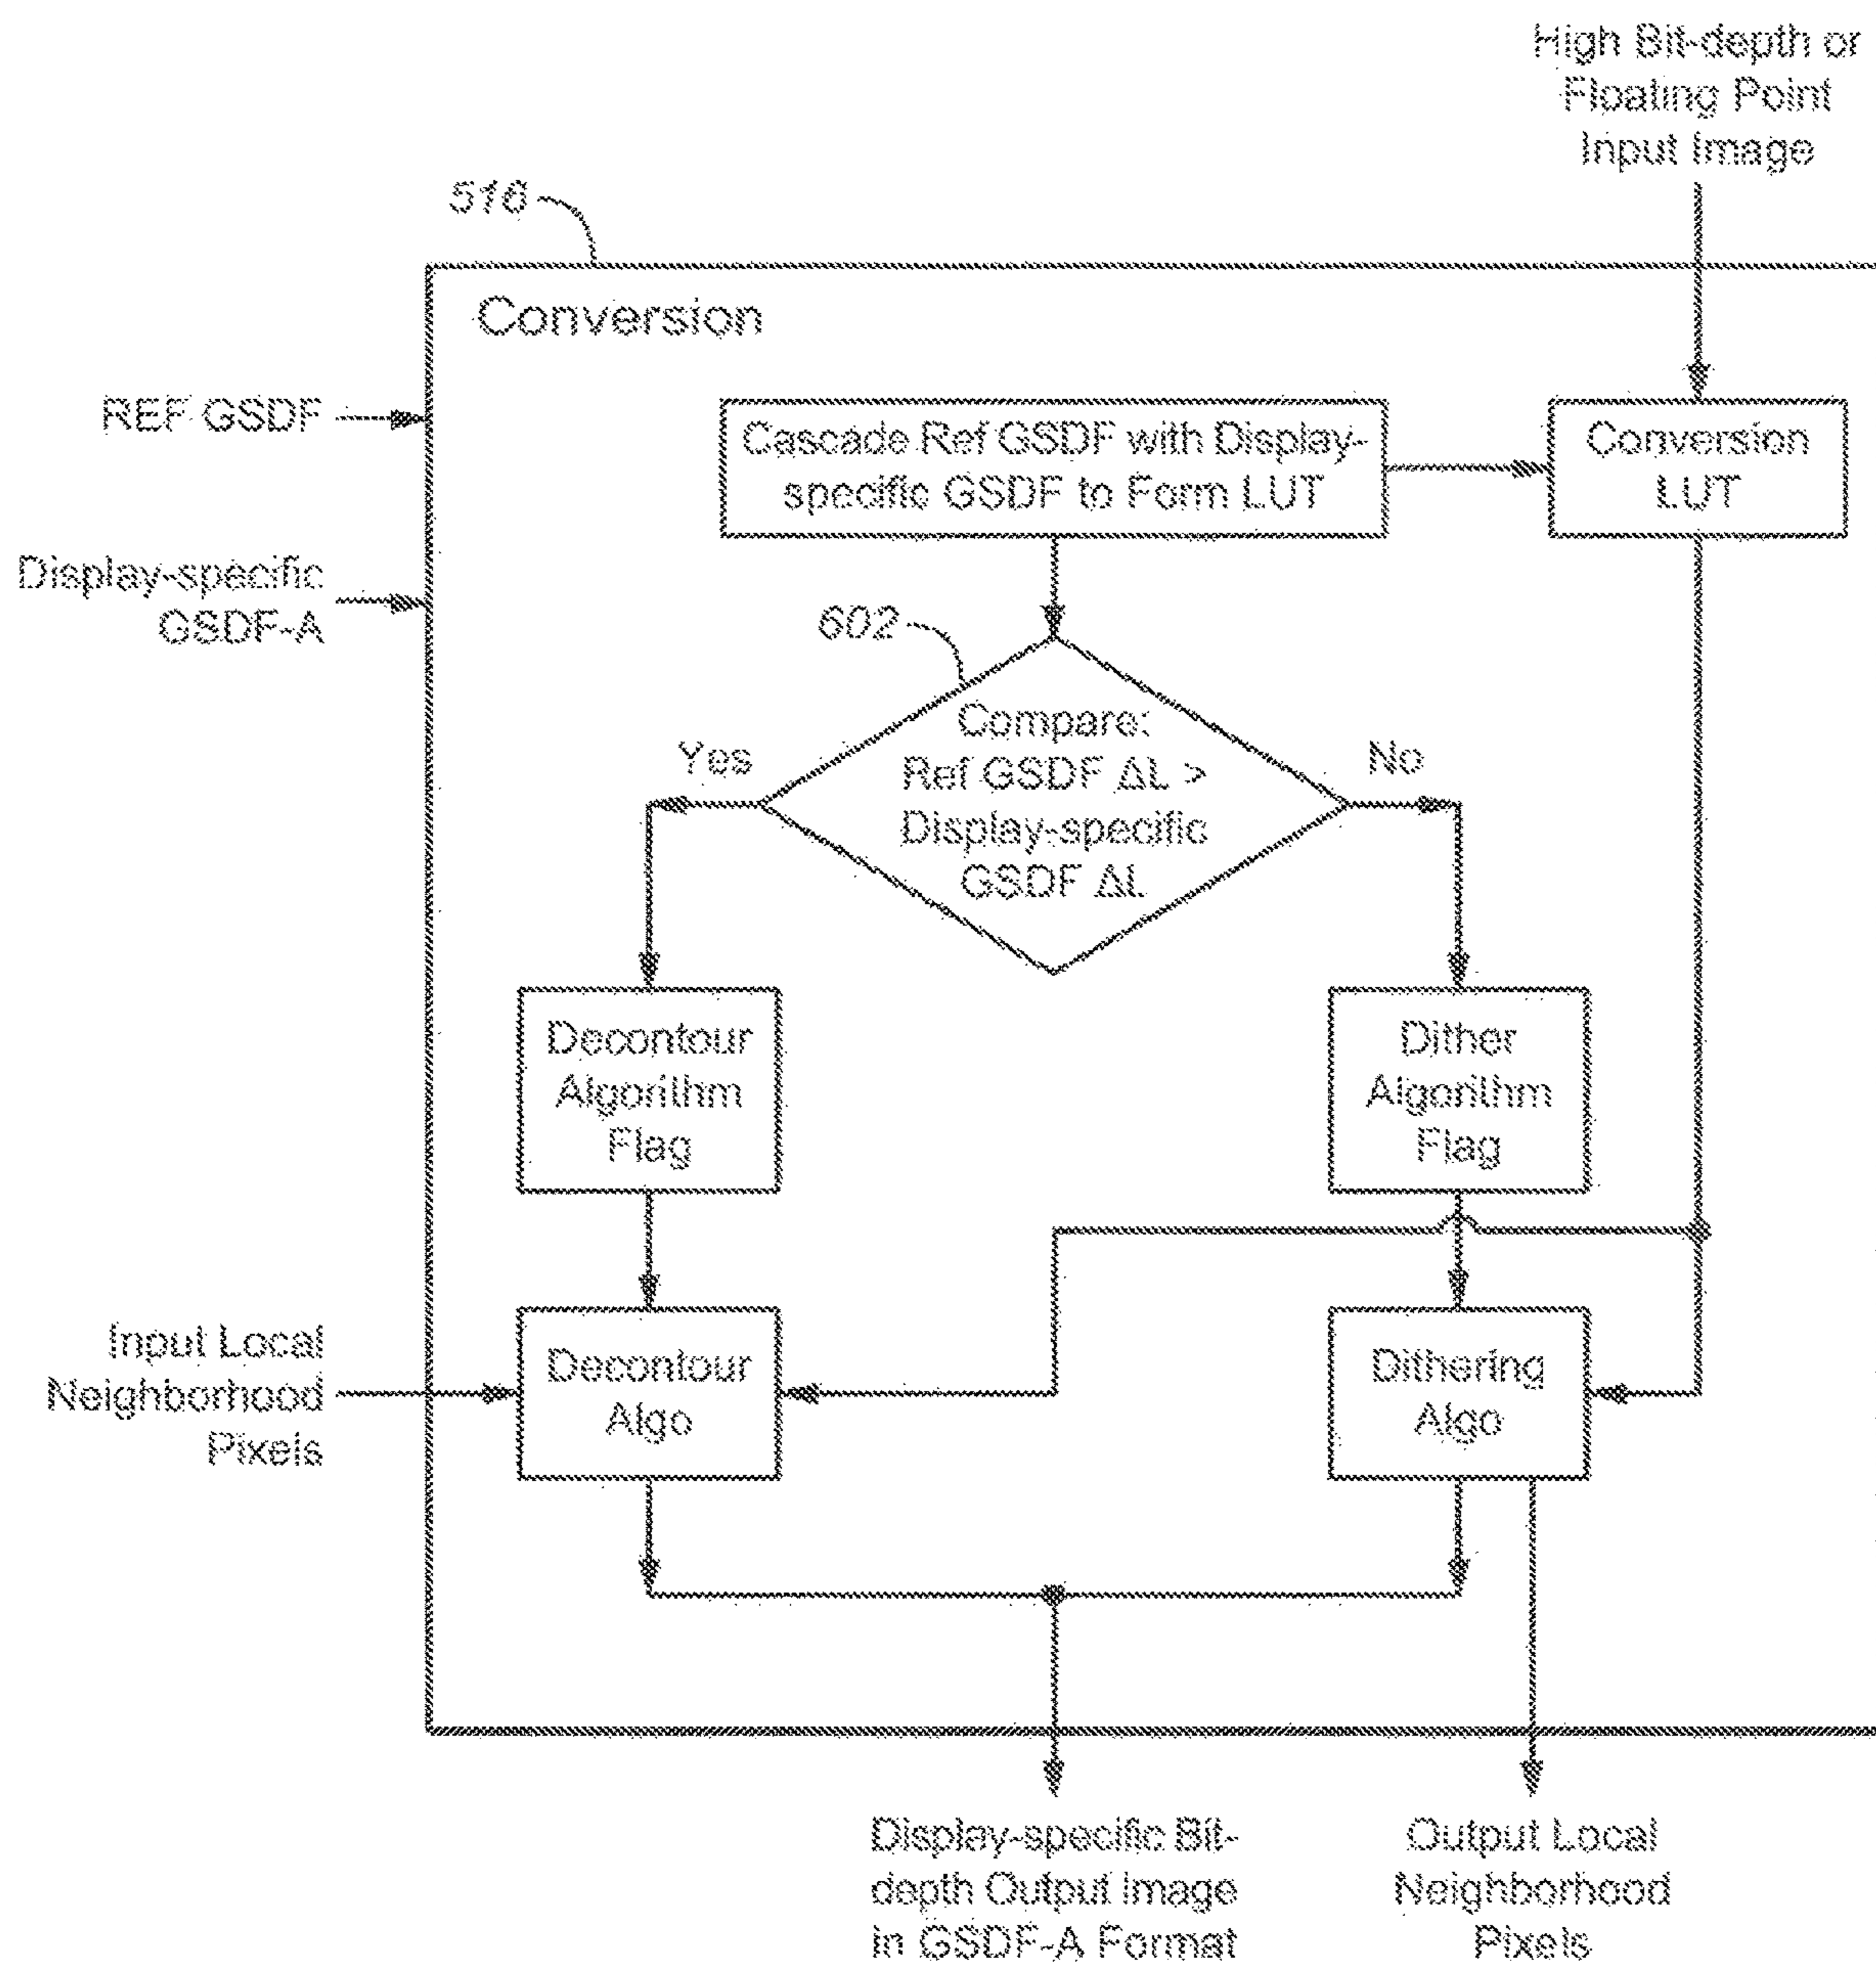 High Bit-depth or
Floating Point
Input Image
516
Conversion
REF GSDF
Cascade Ref GSDF with Display-
specific GSDF to Form LUT
Conversion
LUT
Display-specific
GSDF-A
602
Compare:
Ref GSDF ΔL >
Display-specific
GSDF ΔL
Yes
No
Decontour
Algorithm
Flag
Dither
Algorithm
Flag
Input Local
Neighborhood
Pixels
Decontour
Algo
Dithering
Algo
Display-specific Bit-
depth Output Image
in GSDF-A Format
Output Local
Neighborhood
Pixels